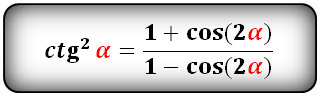 ctg² α = (1 + cos(2α)) / (1 − cos(2α))